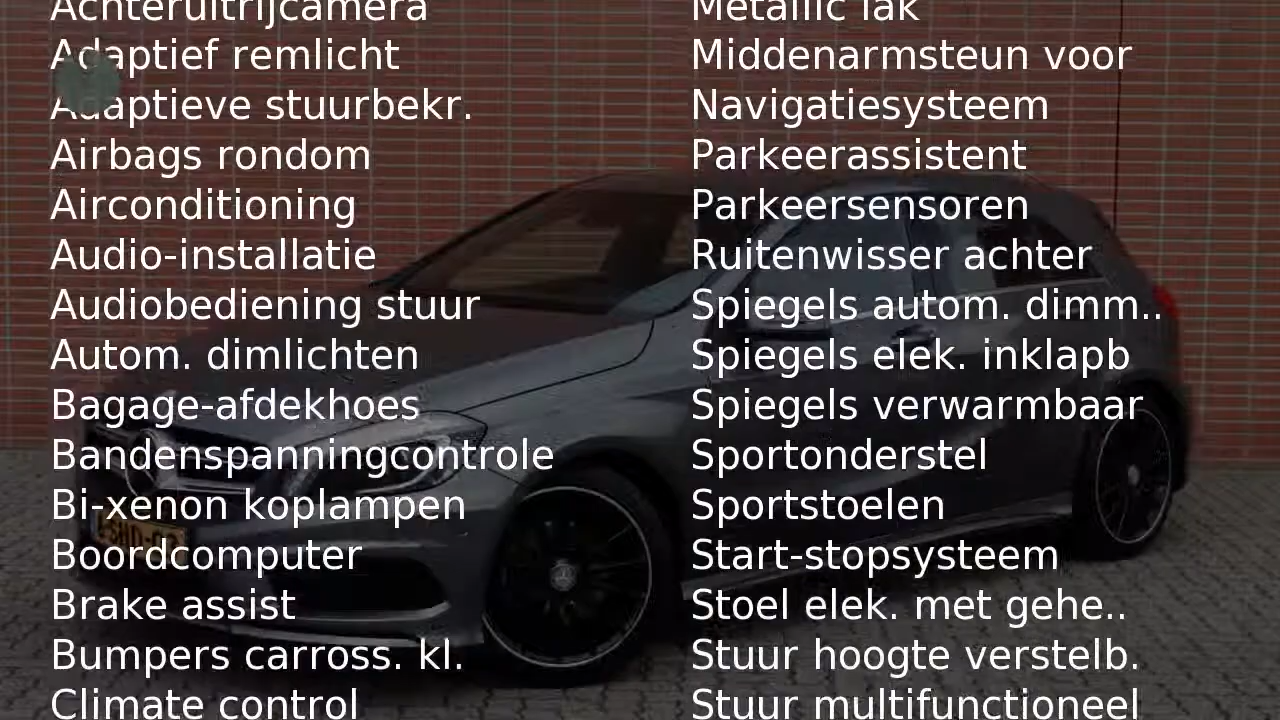 Achteruitrijcamera
Adaptief remlicht
Adaptieve stuurbekr.
Airbags rondom
Airconditioning
Audio-installatie
Audiobediening stuur
Autom. dimlichten
Bagage-afdekhoes
Bandenspanningcontrole
Bi-xenon koplampen
Boordcomputer
Brake assist
Bumpers carross. kl.
Climate control
Metallic lak
Middenarmsteun voor
Navigatiesysteem
Parkeerassistent
Parkeersensoren
Ruitenwisser achter
Spiegels autom. dimm..
Spiegels elek. inklapb
Spiegels verwarmbaar
Sportonderstel
Sportstoelen
Start-stopsysteem
Stoel elek. met gehe..
Stuur hoogte verstelb.
Stuur multifunctioneel